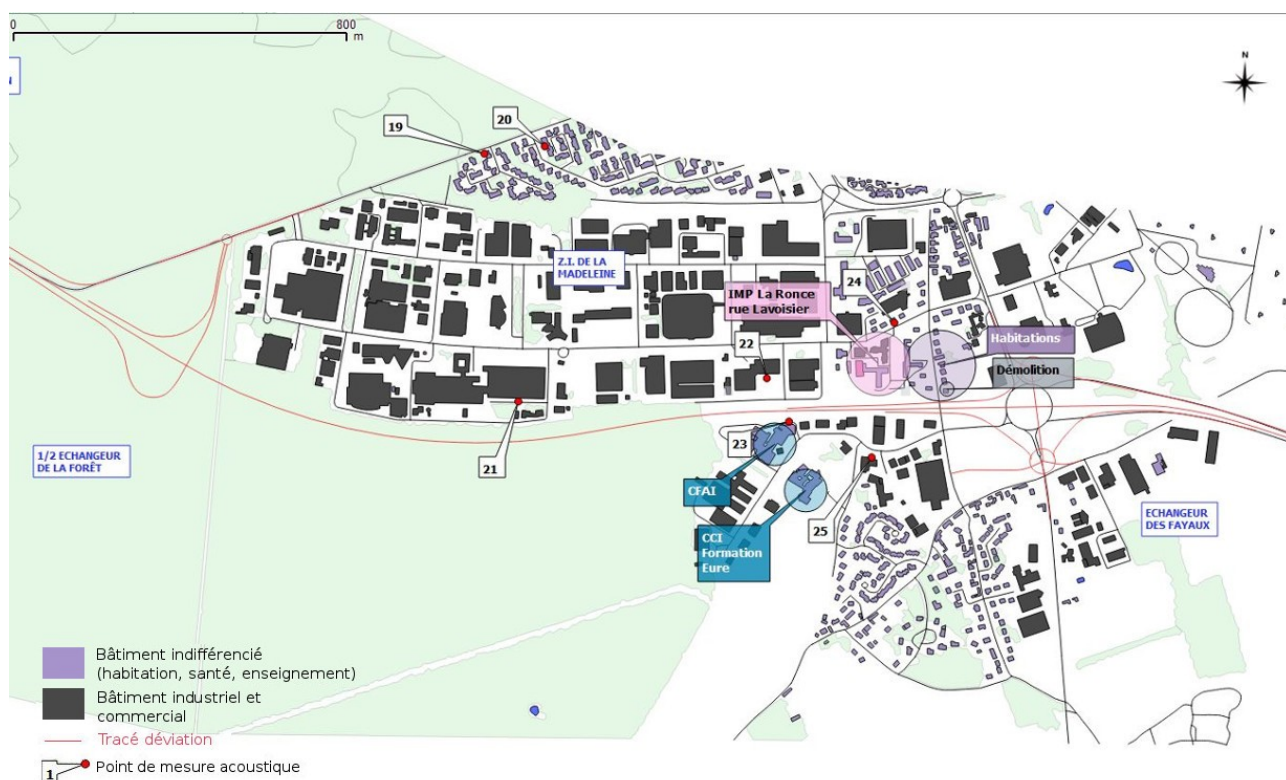 0
800
m
N
N
19
20
Z.I. DE LA
MADELEINE
24
IMP La Ronce
rue Lavoisier
22
Habitations
Démolition
1/2 ECHANGEUR
DE LA FORÊT
21
23
CFAI
25
CCI
Formation
Eure
ECHANGEUR
DES FAYAUX
Bâtiment indifférencié
(habitation, santé, enseignement)
Bâtiment industriel et
commercial
Tracé déviation
1
Point de mesure acoustique